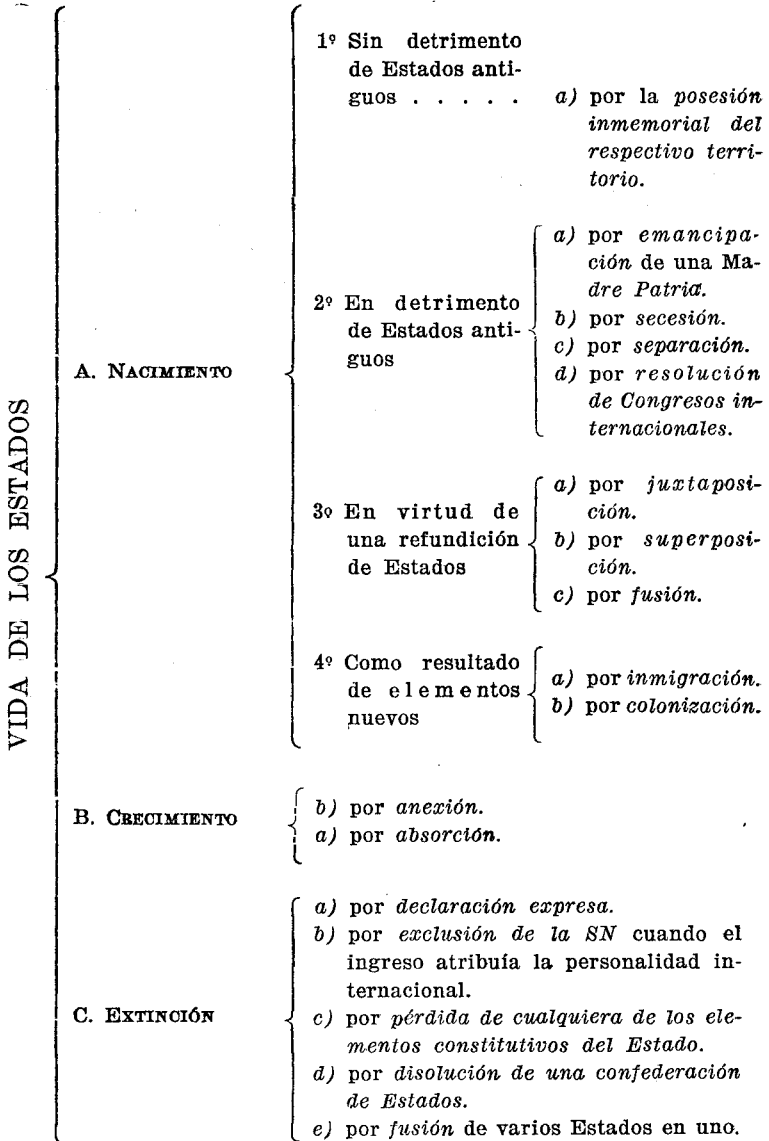 VIDA DE LOS ESTADOS
A. NACIMIENTO
1º Sin detrimento
de Estados anti-
guos . . . . .
a) por la posesión
inmemorial del
respectivo terri-
torio.
2º En detrimento
de Estados anti-
guos
a) por emancipa-
ción de una Ma-
dre Patria.
b) por secesión.
c) por separación.
d) por resolución
de Congresos in-
ternacionales.
3º En virtud de
una refundición
de Estados
a) por juxtaposi-
ción.
b) por superposi-
ción.
c) por fusión.
4º Como resultado
de elementos
nuevos
a) por inmigración.
b) por colonización.
B. CRECIMIENTO
b) por anexión.
a) por absorción.
C. EXTINCIÓN
a) por declaración expresa.
b) por exclusión de la SN cuando el
ingreso atribuía la personalidad in-
ternacional.
c) por pérdida de cualquiera de los ele-
mentos constitutivos del Estado.
d) por disolución de una confederación
de Estados.
e) por fusión de varios Estados en uno.